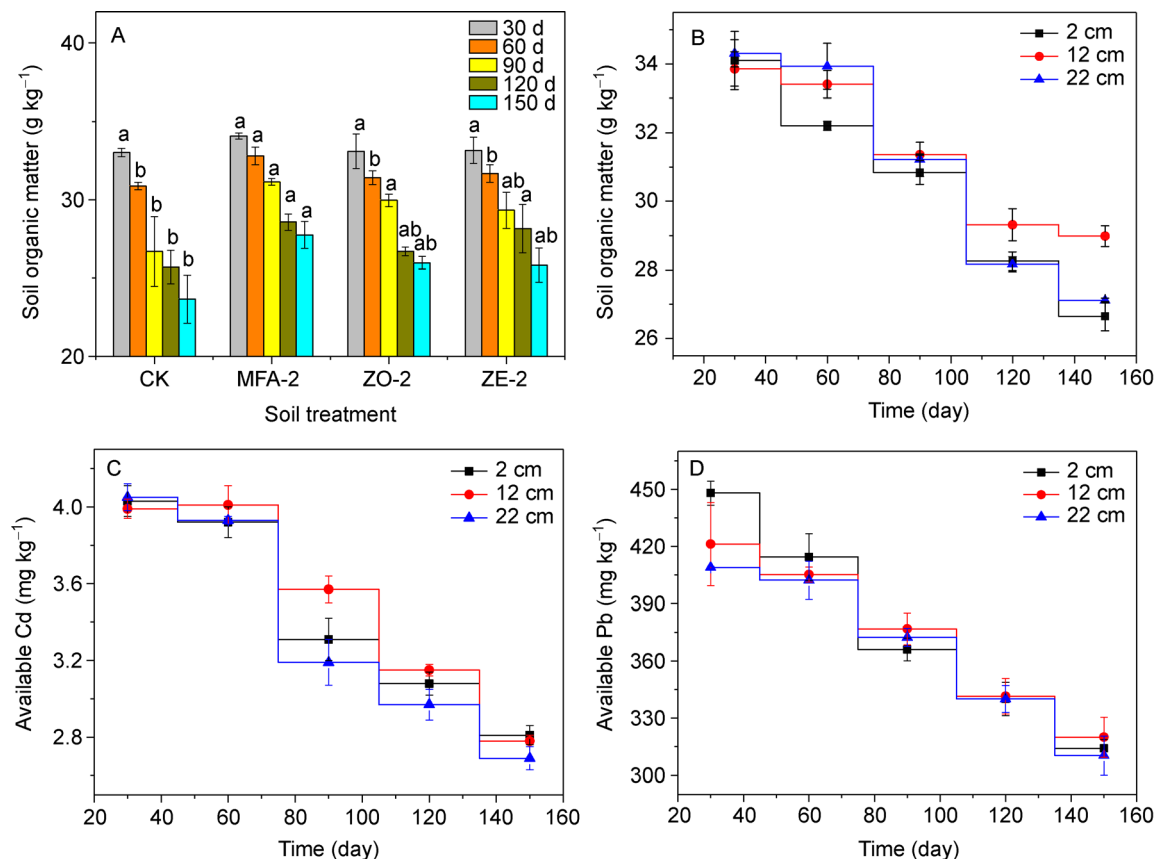 A
30 d
60 d
90 d
120 d
150 d
40
30
20
Soil organic matter (g kg⁻¹)
a b b b b
a a a a a
a b a ab ab
a b ab a ab
CK MFA-2 ZO-2 ZE-2
Soil treatment
B
2 cm
12 cm
22 cm
34
32
30
28
26
Soil organic matter (g kg⁻¹)
20 40 60 80 100 120 140 160
Time (day)
C
2 cm
12 cm
22 cm
4.0
3.6
3.2
2.8
Available Cd (mg kg⁻¹)
20 40 60 80 100 120 140 160
Time (day)
D
2 cm
12 cm
22 cm
450
420
390
360
330
300
Available Pb (mg kg⁻¹)
20 40 60 80 100 120 140 160
Time (day)